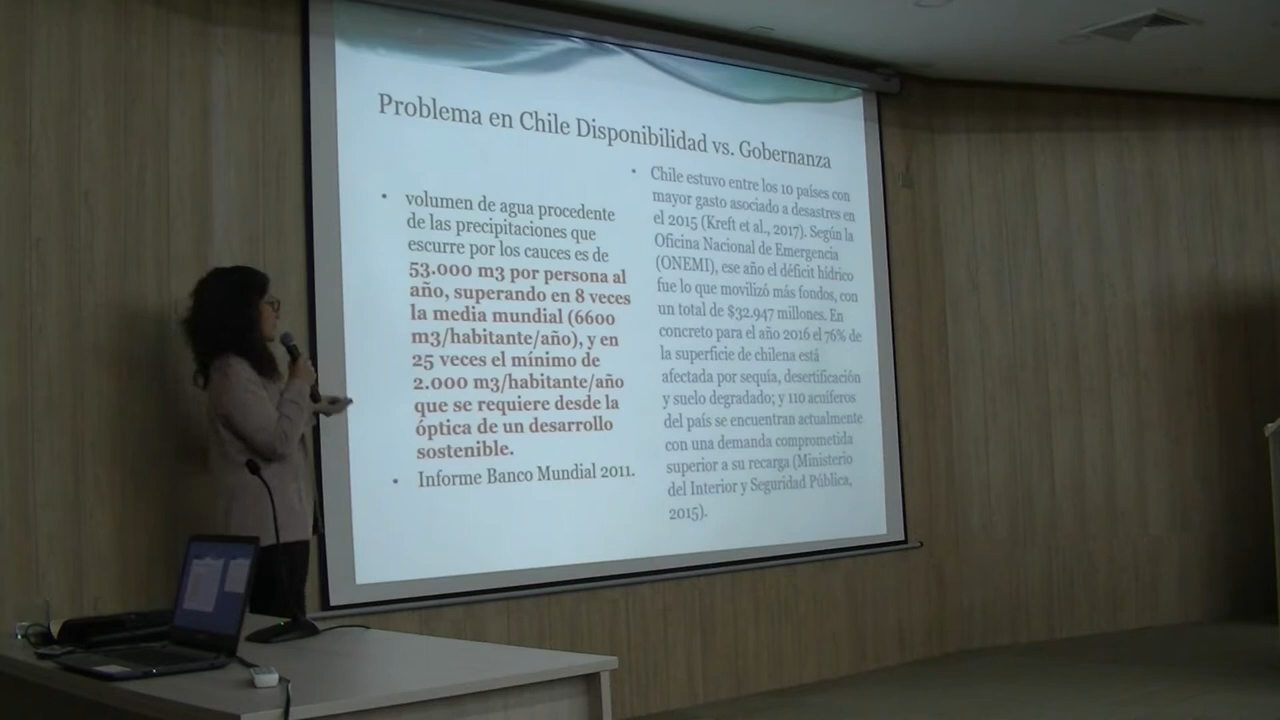 Problema en Chile Disponibilidad vs. Gobernanza
• volumen de agua procedente
de las precipitaciones que
escurre por los cauces es de
53.000 m3 por persona al
año, superando en 8 veces
la media mundial (6600
m3/habitante/año), y en
25 veces el mínimo de
2.000 m3/habitante/año
que se requiere desde la
óptica de un desarrollo
sostenible.
• Informe Banco Mundial 2011.
• Chile estuvo entre los 10 países con
mayor gasto asociado a desastres en
el 2015 (Kreft et al., 2017). Según la
Oficina Nacional de Emergencia
(ONEMI), ese año el déficit hídrico
fue lo que movilizó más fondos, con
un total de $32.947 millones. En
concreto para el año 2016 el 76% de
la superficie de chilena está
afectada por sequía, desertificación
y suelo degradado; y 110 acuíferos
del país se encuentran actualmente
con una demanda comprometida
superior a su recarga (Ministerio
del Interior y Seguridad Pública,
2015).